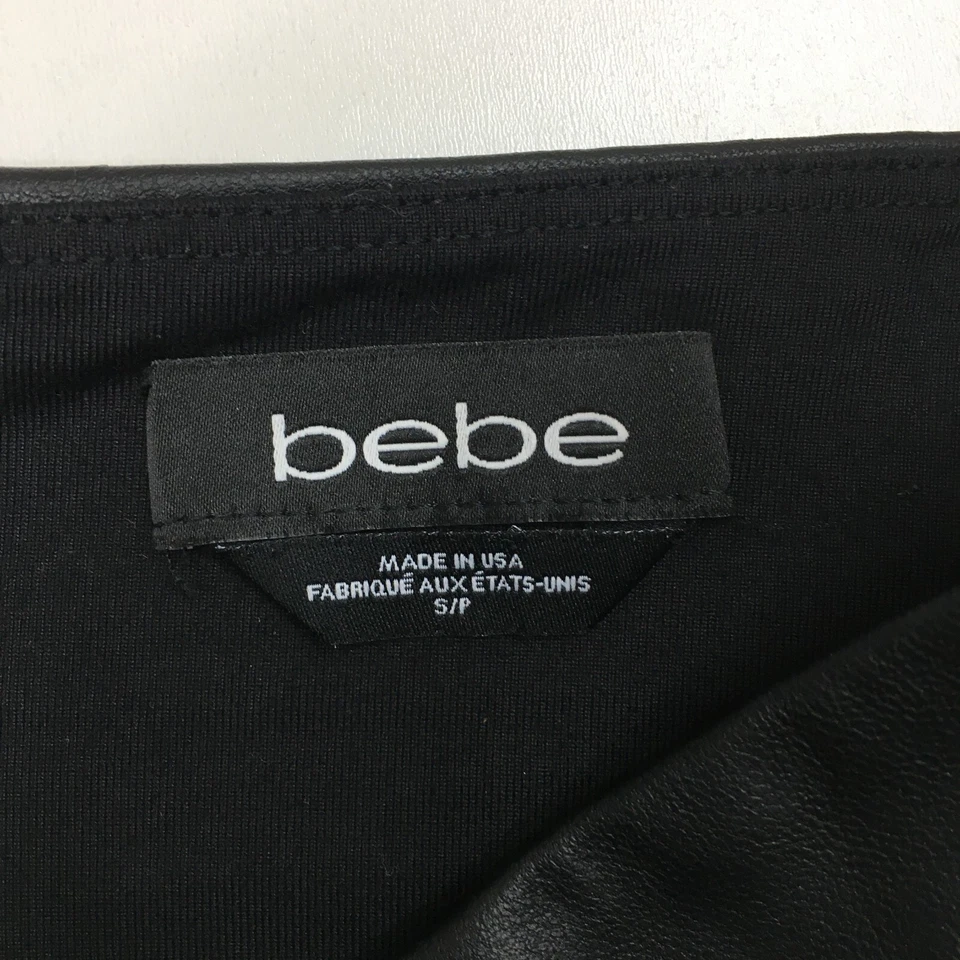 bebe
MADE IN USA
FABRIQUÉ AUX ÉTATS-UNIS
S/P